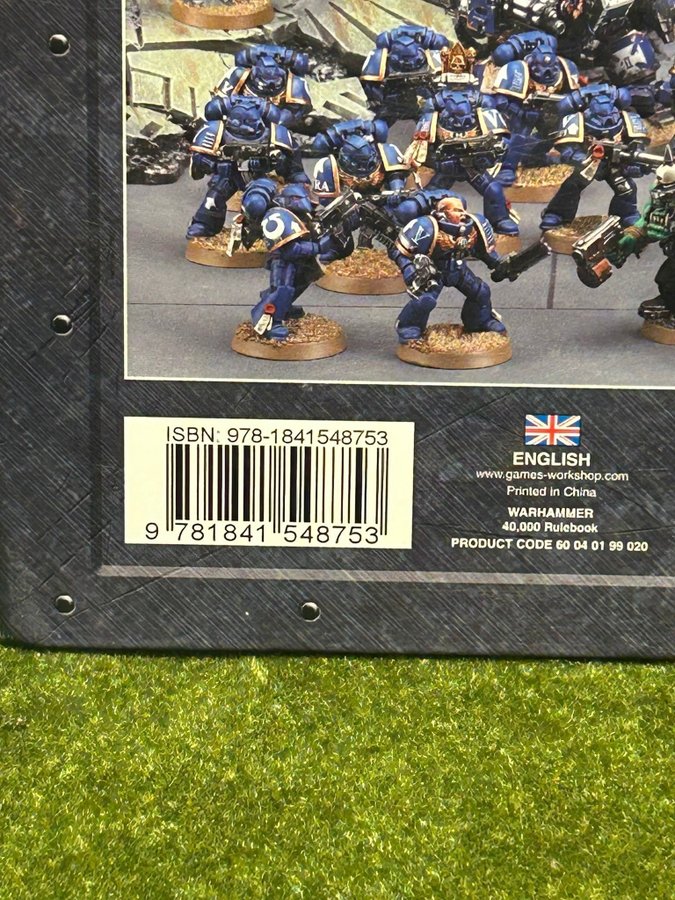 ISBN: 978-1841548753
9 781841 548753
ENGLISH
www.games-workshop.com
Printed in China
WARHAMMER
40,000 Rulebook
PRODUCT CODE 60 04 01 99 020